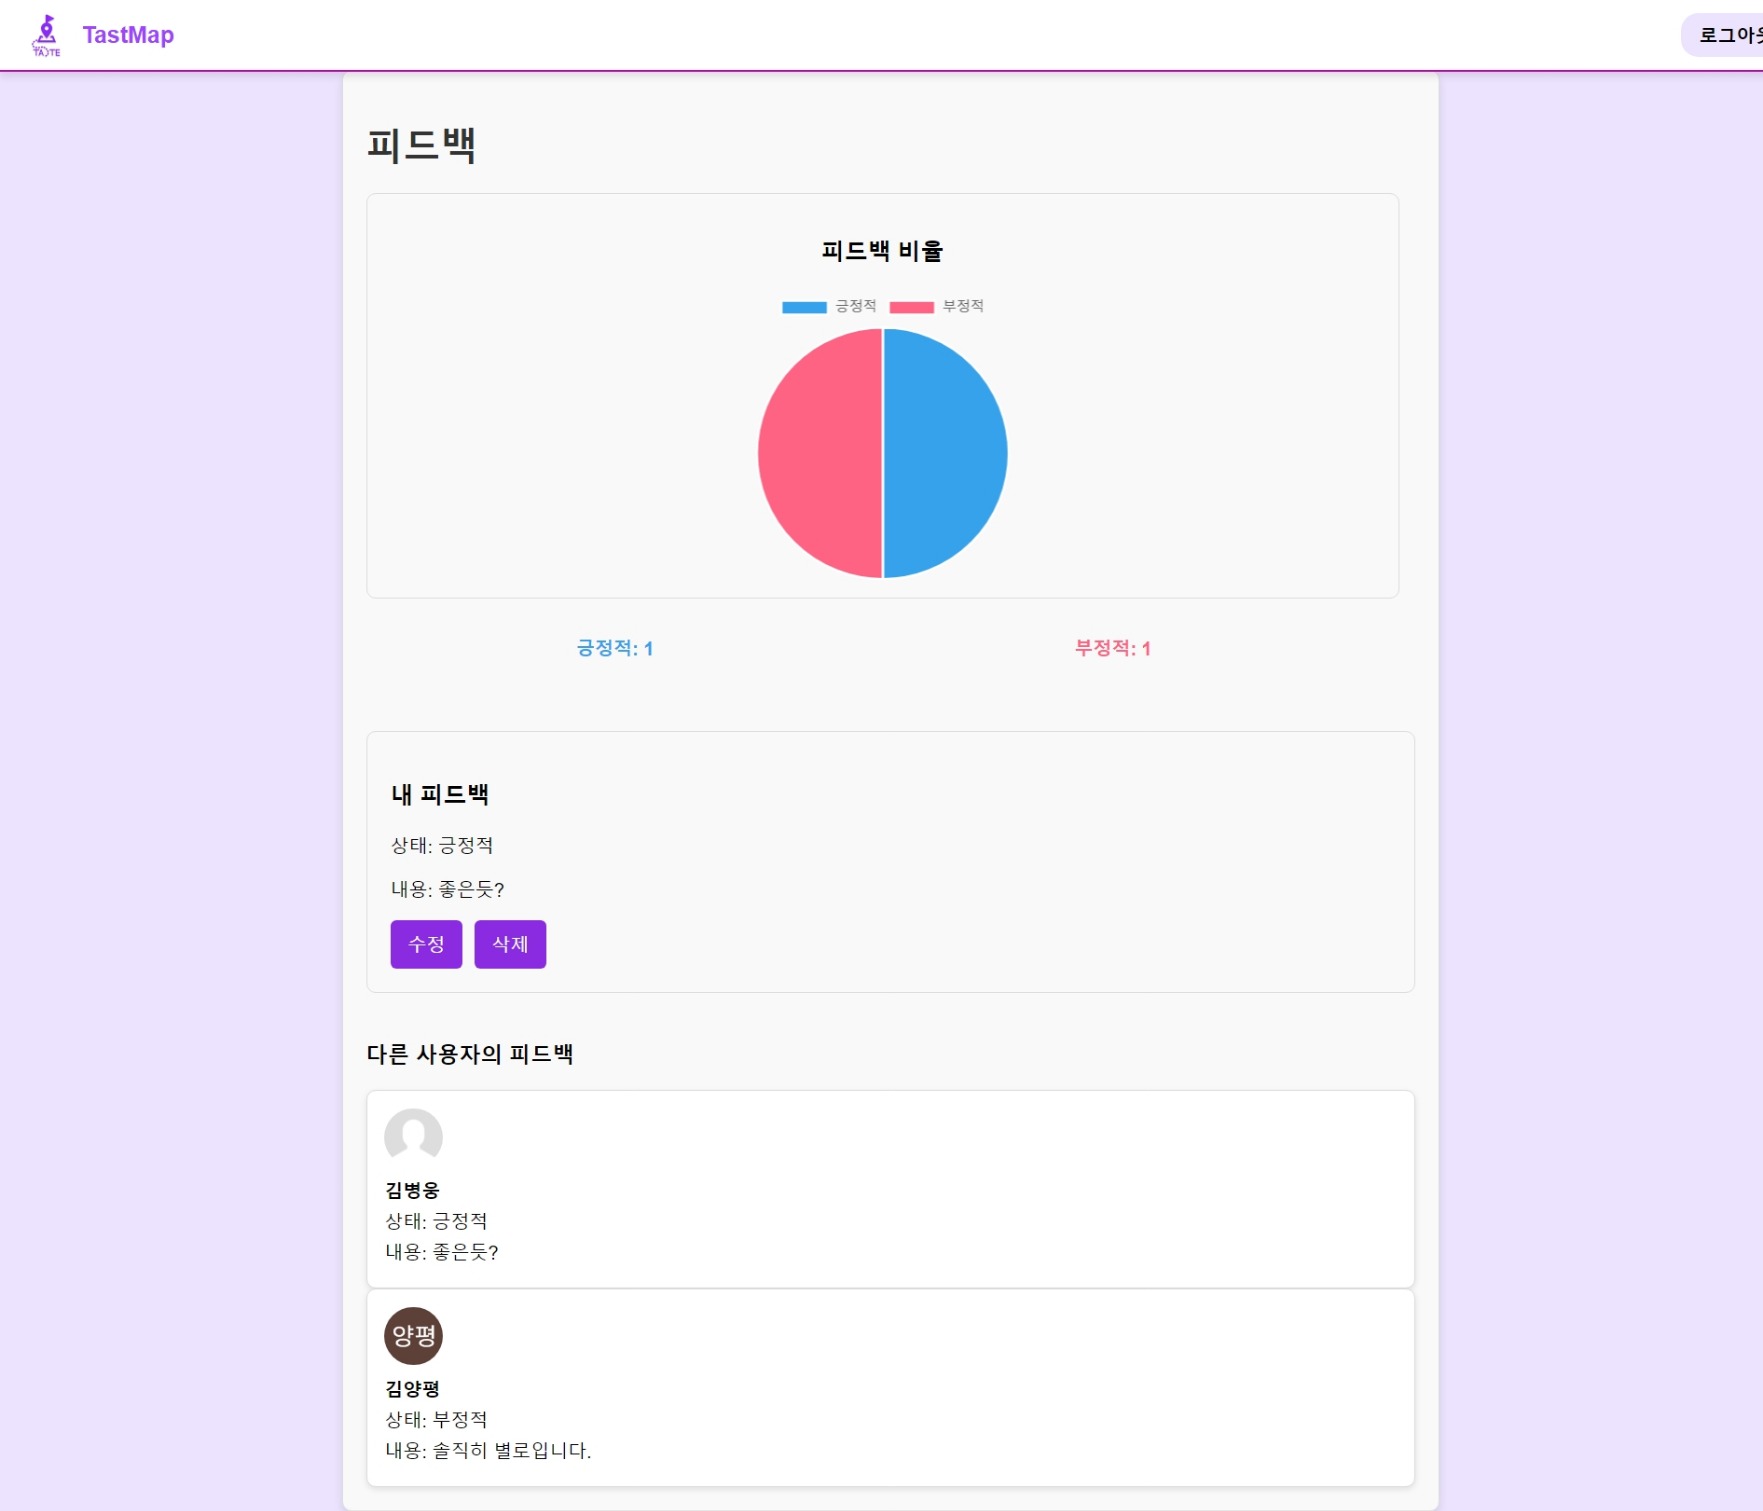 TastMap
TASTE
피드백
피드백 비율
긍정적 부정적
긍정적: 1 부정적: 1
내 피드백
상태: 긍정적
내용: 좋은듯?
수정 삭제
다른 사용자의 피드백
김병웅
상태: 긍정적
내용: 좋은듯?
양평
김양평
상태: 부정적
내용: 솔직히 별로입니다.